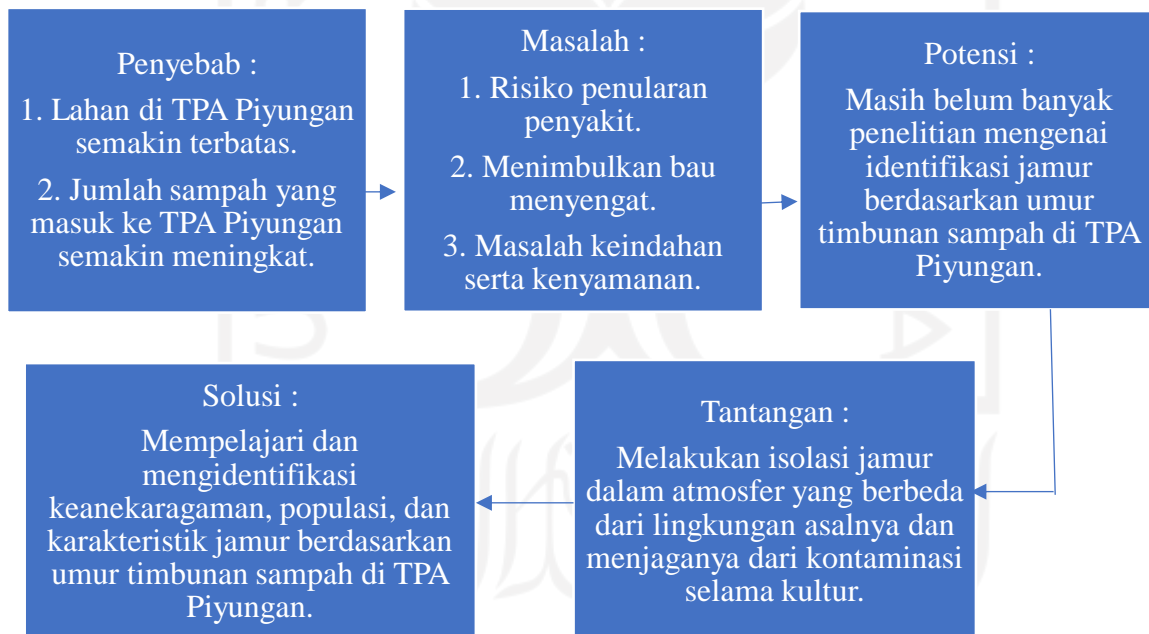 Penyebab :
1. Lahan di TPA Piyungan
semakin terbatas.
2. Jumlah sampah yang
masuk ke TPA Piyungan
semakin meningkat.
Masalah :
1. Risiko penularan
penyakit.
2. Menimbulkan bau
menyengat.
3. Masalah keindahan
serta kenyamanan.
Potensi :
Masih belum banyak
penelitian mengenai
identifikasi jamur
berdasarkan umur
timbunan sampah di TPA
Piyungan.
Tantangan :
Melakukan isolasi jamur
dalam atmosfer yang berbeda
dari lingkungan asalnya dan
menjaganya dari kontaminasi
selama kultur.
Solusi :
Mempelajari dan
mengidentifikasi
keanekaragaman, populasi, dan
karakteristik jamur berdasarkan
umur timbunan sampah di TPA
Piyungan.